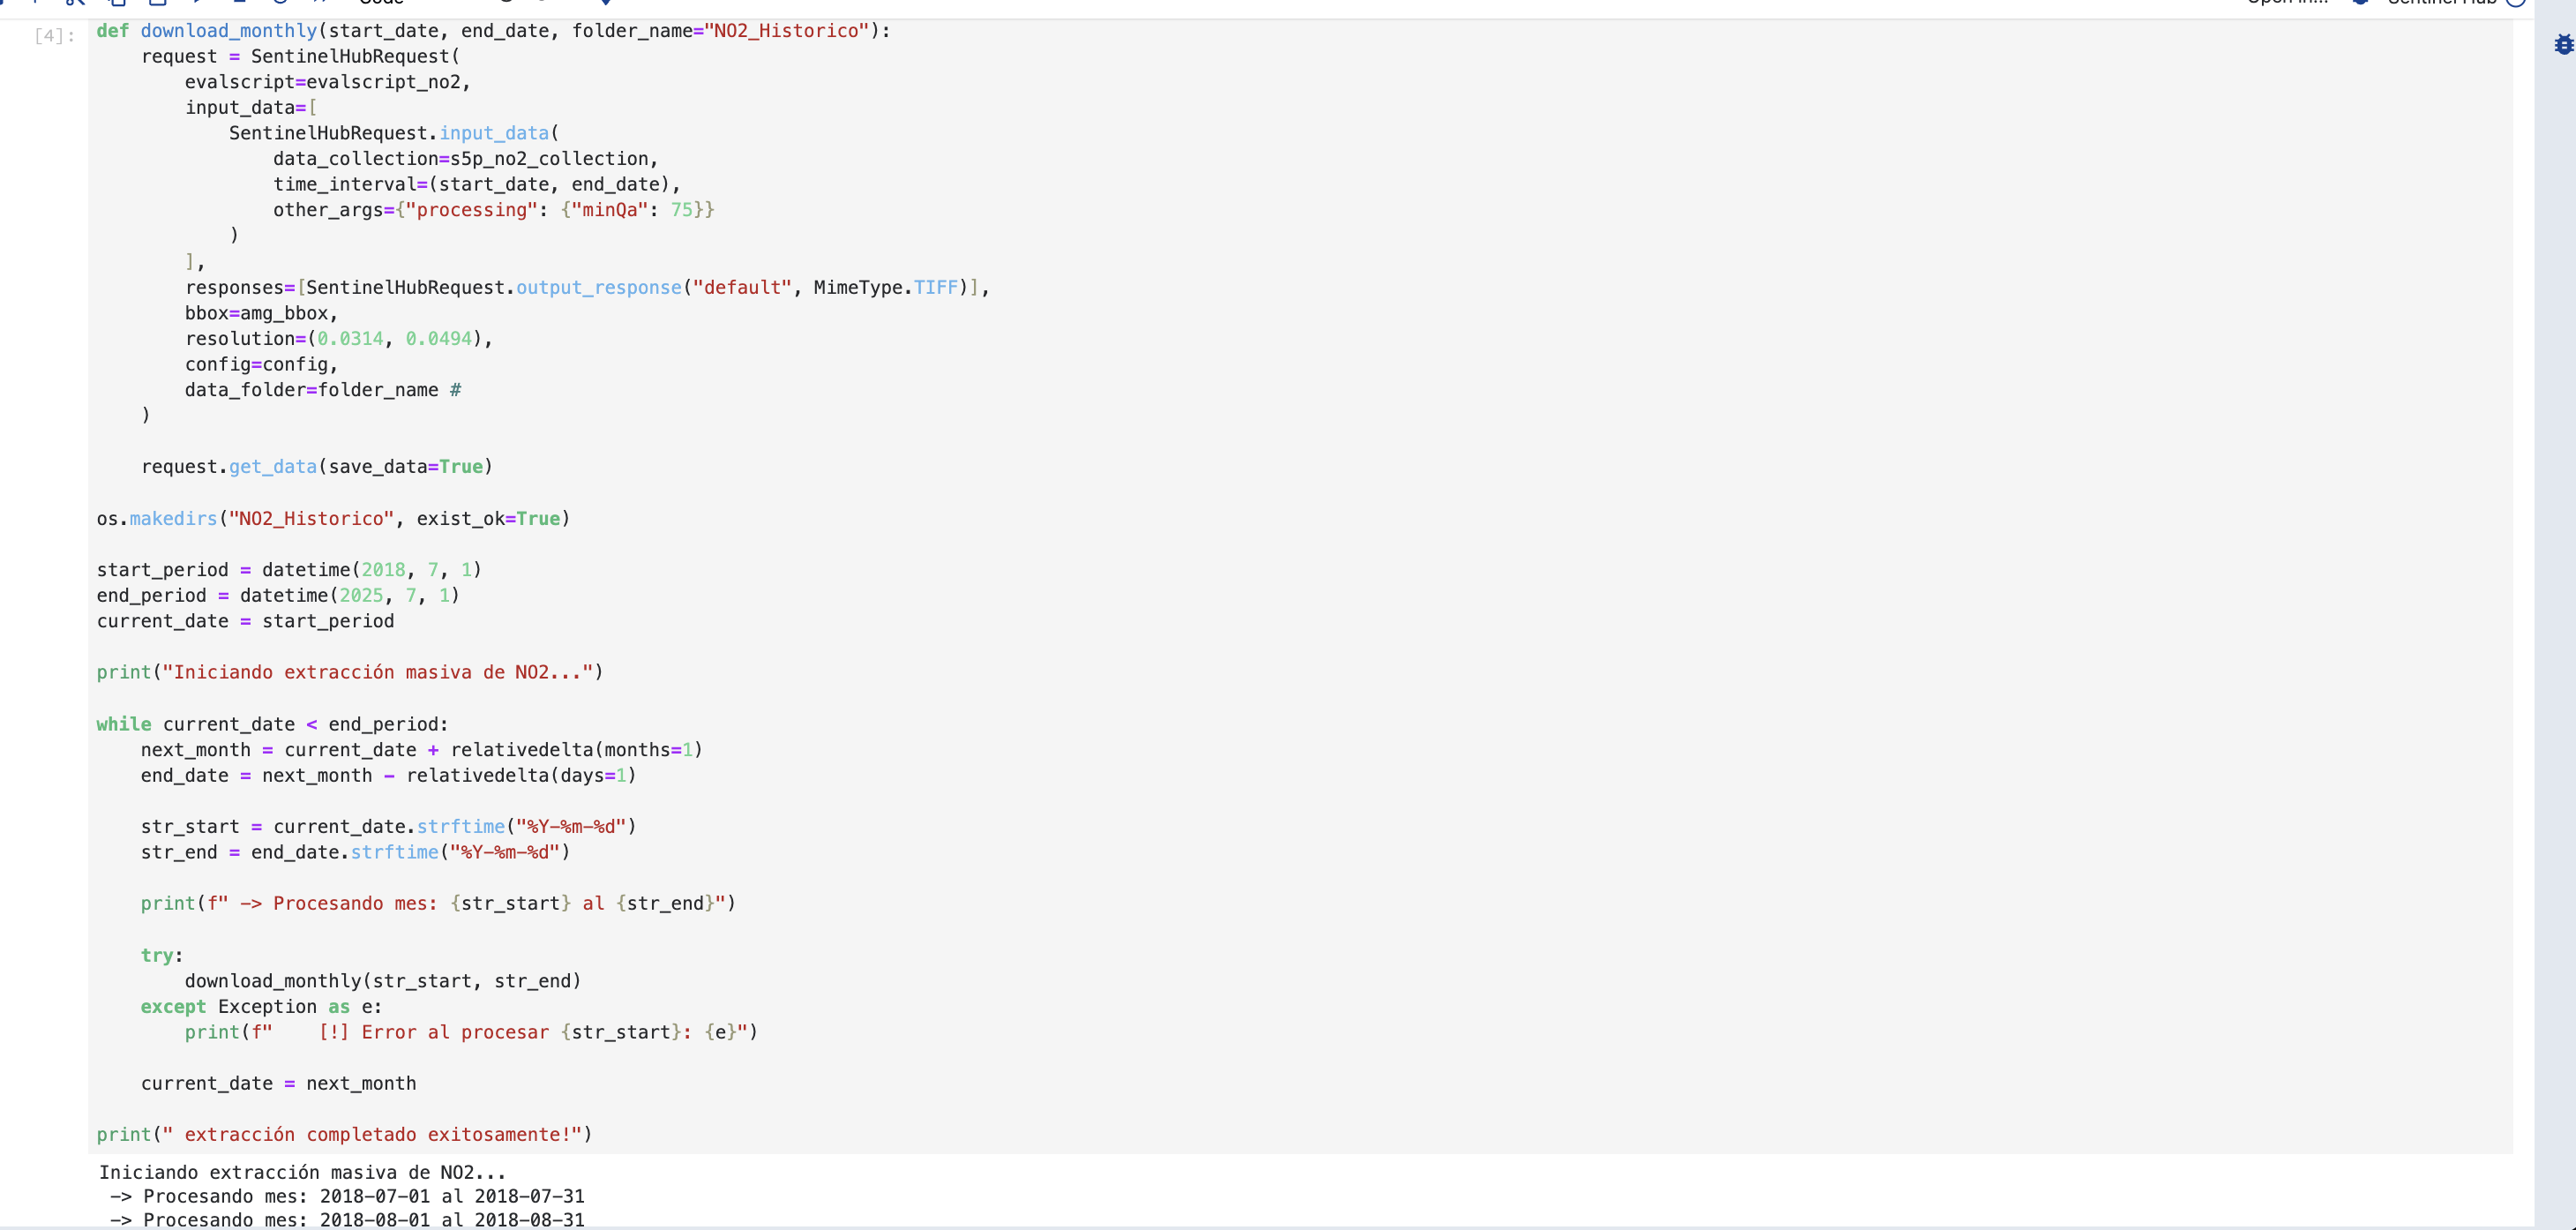 Code
Open in...
Sentinel Hub
[4]:
def download_monthly(start_date, end_date, folder_name="NO2_Historico"):
    request = SentinelHubRequest(
        evalscript=evalscript_no2,
        input_data=[
            SentinelHubRequest.input_data(
                data_collection=s5p_no2_collection,
                time_interval=(start_date, end_date),
                other_args={"processing": {"minQa": 75}}
            )
        ],
        responses=[SentinelHubRequest.output_response("default", MimeType.TIFF)],
        bbox=amg_bbox,
        resolution=(0.0314, 0.0494),
        config=config,
        data_folder=folder_name #
    )
    request.get_data(save_data=True)
os.makedirs("NO2_Historico", exist_ok=True)
start_period = datetime(2018, 7, 1)
end_period = datetime(2025, 7, 1)
current_date = start_period
print("Iniciando extracción masiva de NO2...")
while current_date < end_period:
    next_month = current_date + relativedelta(months=1)
    end_date = next_month - relativedelta(days=1)
    str_start = current_date.strftime("%Y-%m-%d")
    str_end = end_date.strftime("%Y-%m-%d")
    print(f" -> Procesando mes: {str_start} al {str_end}")
    try:
        download_monthly(str_start, str_end)
    except Exception as e:
        print(f"    [!] Error al procesar {str_start}: {e}")
    current_date = next_month
print(" extracción completado exitosamente!")
Iniciando extracción masiva de NO2...
 -> Procesando mes: 2018-07-01 al 2018-07-31
 -> Procesando mes: 2018-08-01 al 2018-08-31